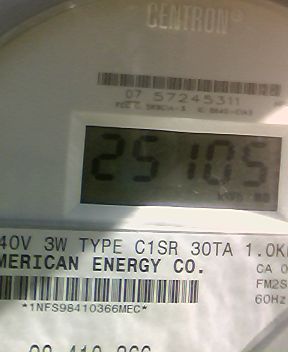 CENTRON®
07 57245311
25105
40V 3W TYPE C1SR 30TA 1.0K
MERICAN ENERGY CO.
CA 0
FM2S
60Hz
*1NFS98410366MEC*